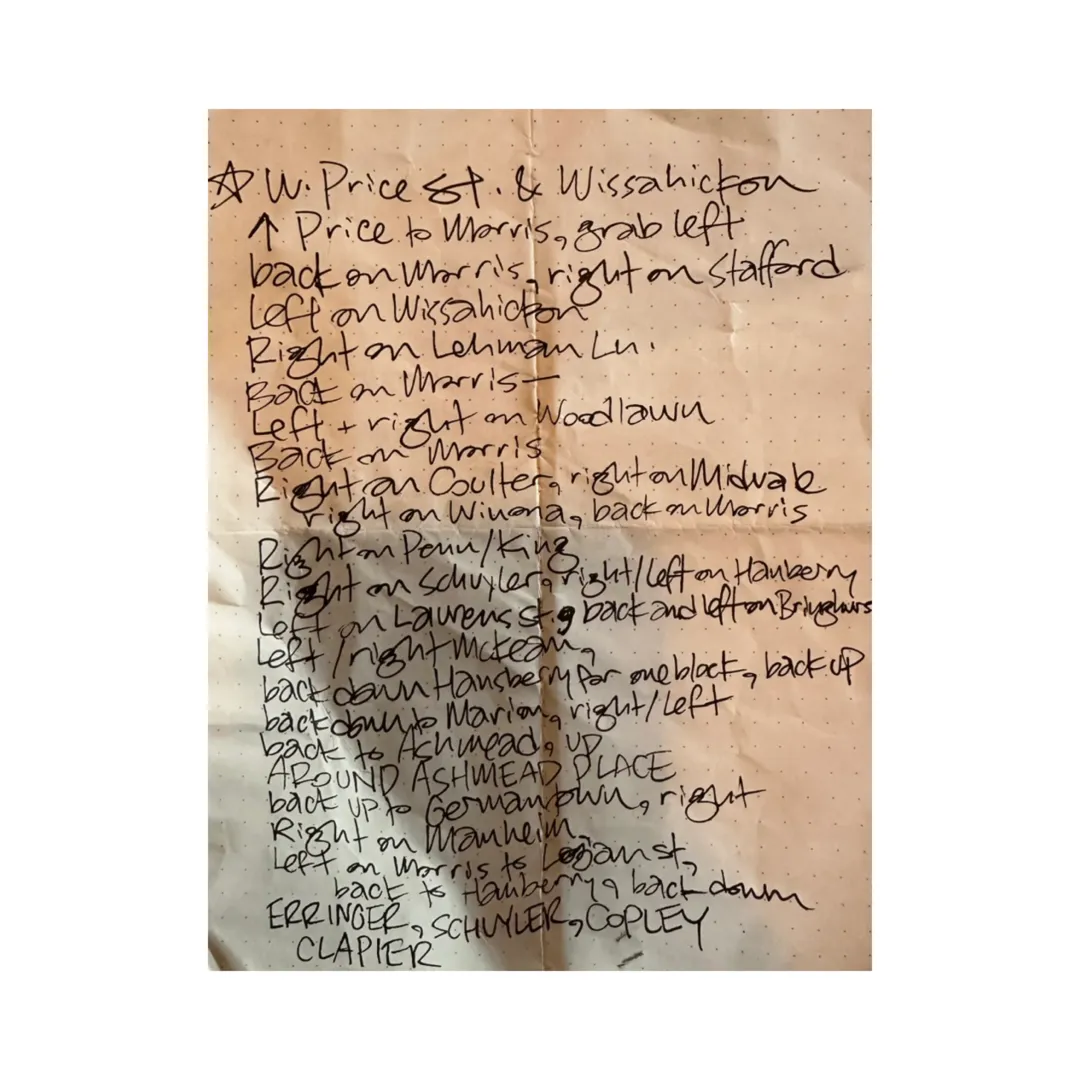 ☆ W. Price St. & Wissahickon
↑ Price to Morris, grab left
back on Morris, right on Stafford
Left on Wissahickon
Right on Lehman Ln.
Back on Morris—
Left + right on Woodlawn
Back on Morris
Right on Coulter, right on Midvale
right on Winona, back on Morris
Right on Penn/King
Right on Schuyler, right/left on Hanberry
Left on Laurens St., back and left on Bringhurs
Left/right McKean,
back down Hansberry for one block, back up
back down to Marion, right/left
back to Ashmead, up
AROUND ASHMEAD PLACE
back up to Germantown, right
Right on Manheim
Left on Morris to Logan st,
back to Hanberry, back down
ERRINGER, SCHUYLER, COPLEY
CLAPIER